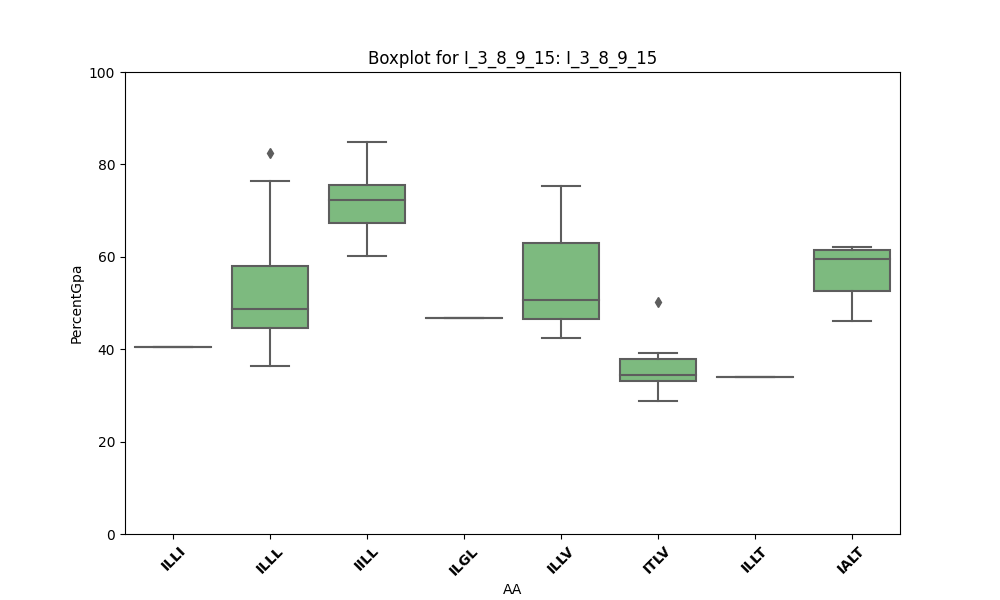 Boxplot for I_3_8_9_15: I_3_8_9_15
100
80
60
40
20
0
PercentGpa
ILLI
ILLL
IILL
ILGL
ILLV
ITLV
ILLT
IALT
AA